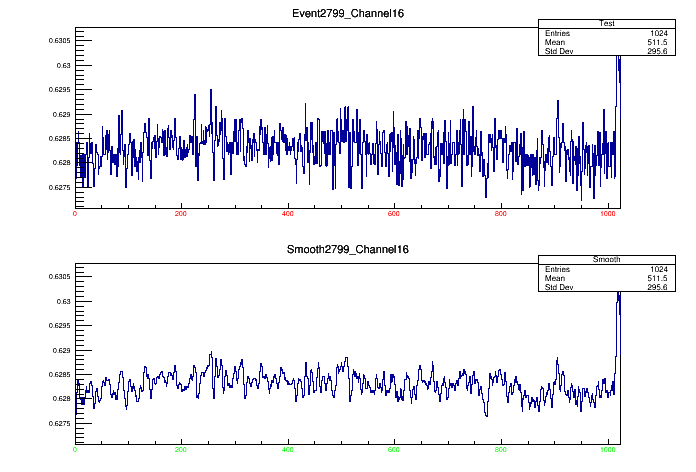 Event2799_Channel16
Test
Entries 1024
Mean 511.5
Std Dev 295.6
0.6305
0.63
0.6295
0.629
0.6285
0.628
0.6275
0 200 400 600 800 1000
Smooth2799_Channel16
Smooth
Entries 1024
Mean 511.5
Std Dev 295.6
0.6305
0.63
0.6295
0.629
0.6285
0.628
0.6275
0 200 400 600 800 1000